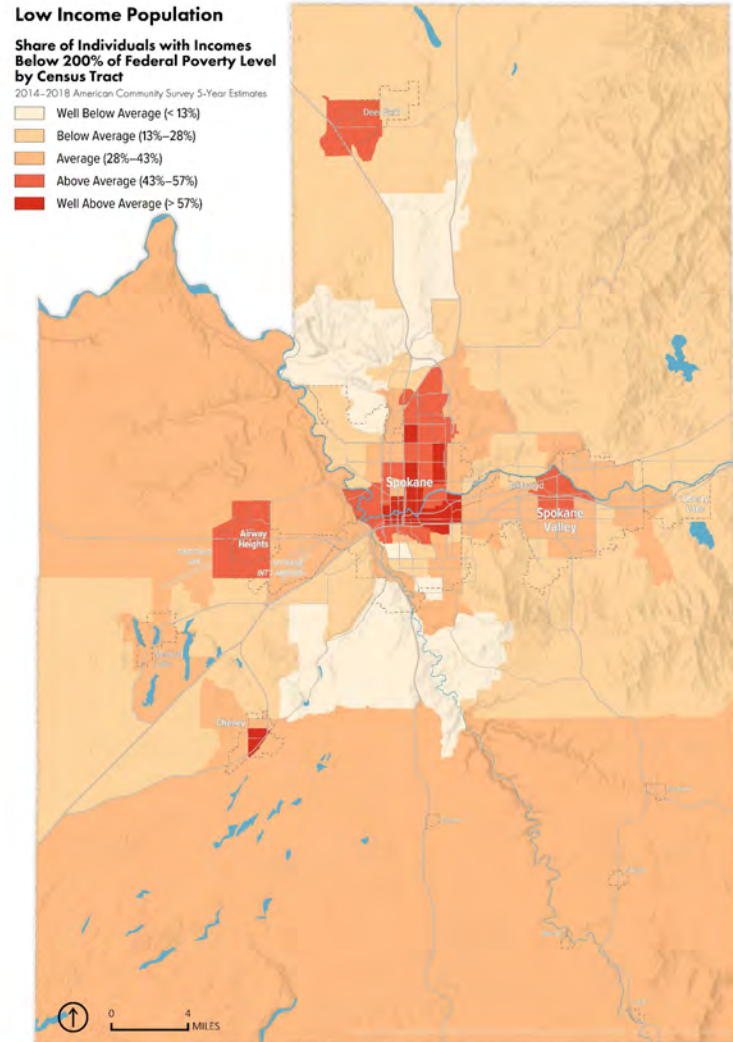 Low Income Population
Share of Individuals with Incomes
Below 200% of Federal Poverty Level
by Census Tract
2014–2018 American Community Survey 5-Year Estimates
Well Below Average (< 13%)
Below Average (13%–28%)
Average (28%–43%)
Above Average (43%–57%)
Well Above Average (> 57%)
Deer Park
Spokane
Spokane
Valley
Airway
Heights
INT'L AIRPORT
Cheney
0 4
MILES